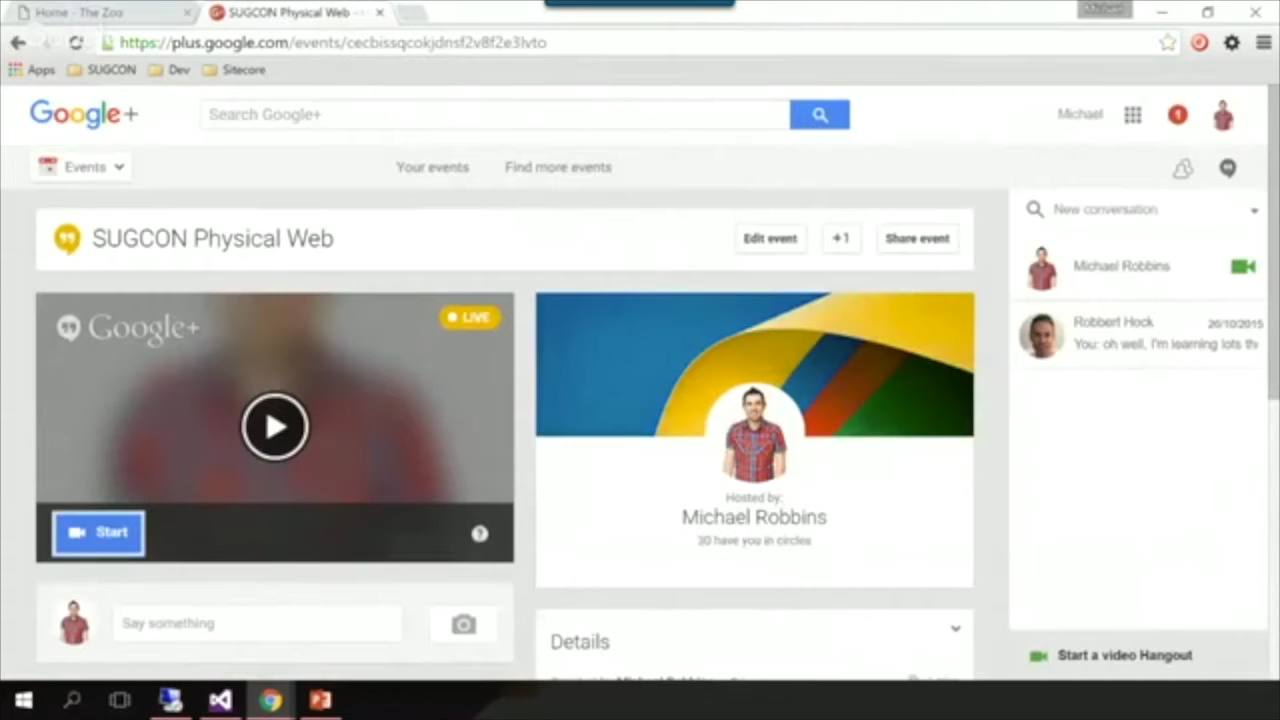 Home - The Zoo
SUGCON Physical Web -
Michael
https://plus.google.com/events/cecbissqcokjdnsf2v8f2e3lvto
Apps SUGCON Dev Sitecore
Google+
Search Google+
Michael
1
Events
Your events
Find more events
New conversation
SUGCON Physical Web
Edit event
+1
Share event
Michael Robbins
Google+
LIVE
Robbert Hock
26/10/2015
You: oh well, I'm learning lots th
Start
?
Hosted by:
Michael Robbins
30 have you in circles
Say something
Details
Start a video Hangout